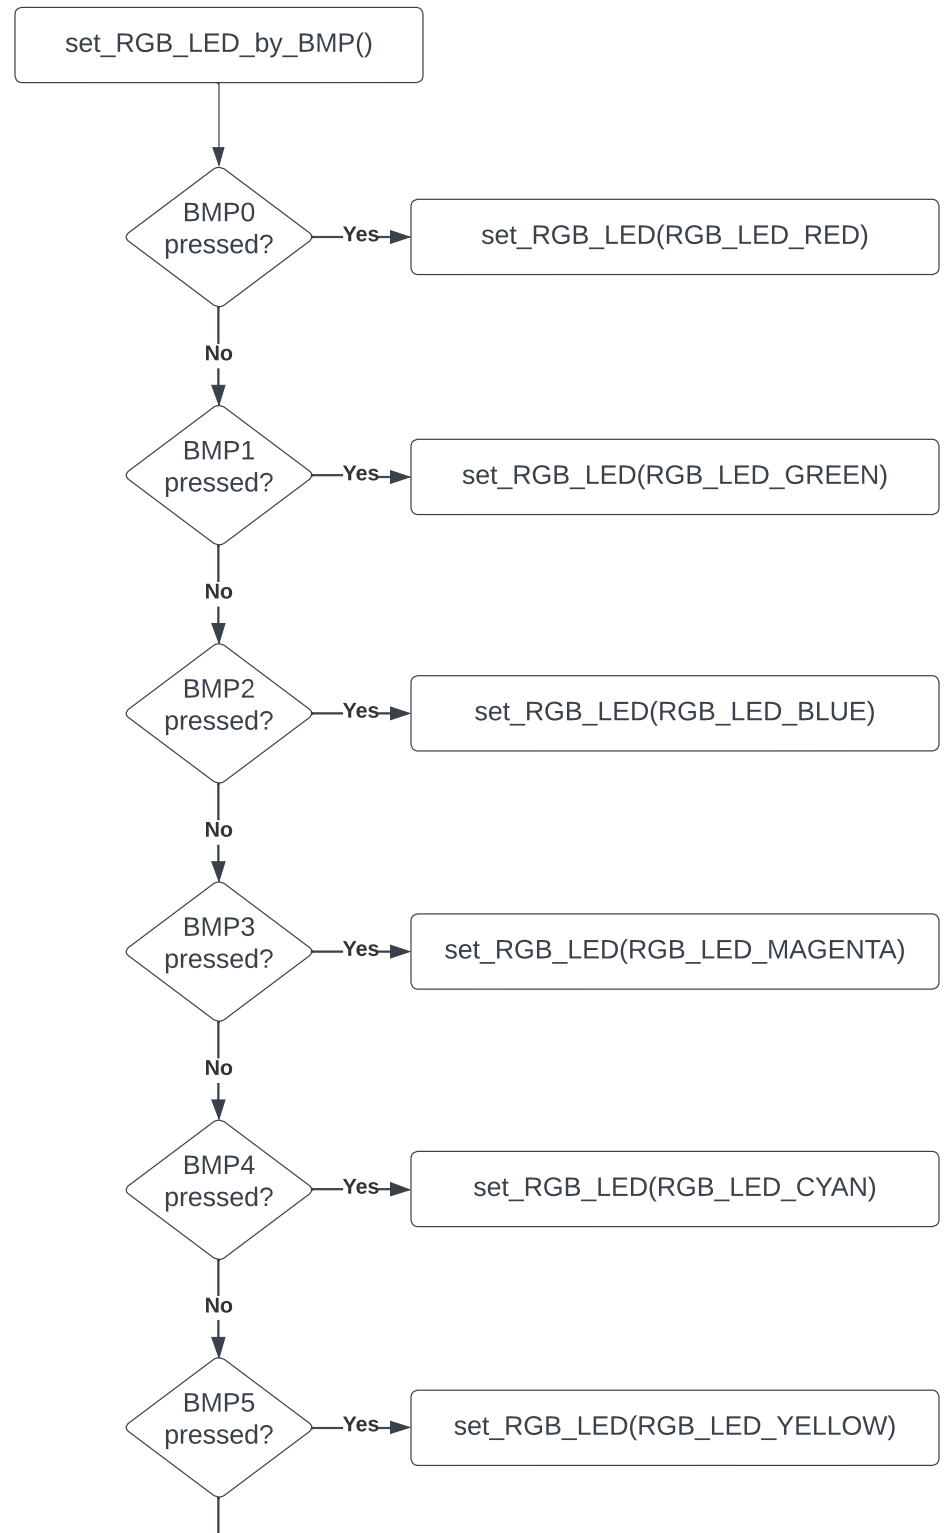 set_RGB_LED_by_BMP()
BMP0
pressed?
Yes
set_RGB_LED(RGB_LED_RED)
No
BMP1
pressed?
Yes
set_RGB_LED(RGB_LED_GREEN)
No
BMP2
pressed?
Yes
set_RGB_LED(RGB_LED_BLUE)
No
BMP3
pressed?
Yes
set_RGB_LED(RGB_LED_MAGENTA)
No
BMP4
pressed?
Yes
set_RGB_LED(RGB_LED_CYAN)
No
BMP5
pressed?
Yes
set_RGB_LED(RGB_LED_YELLOW)